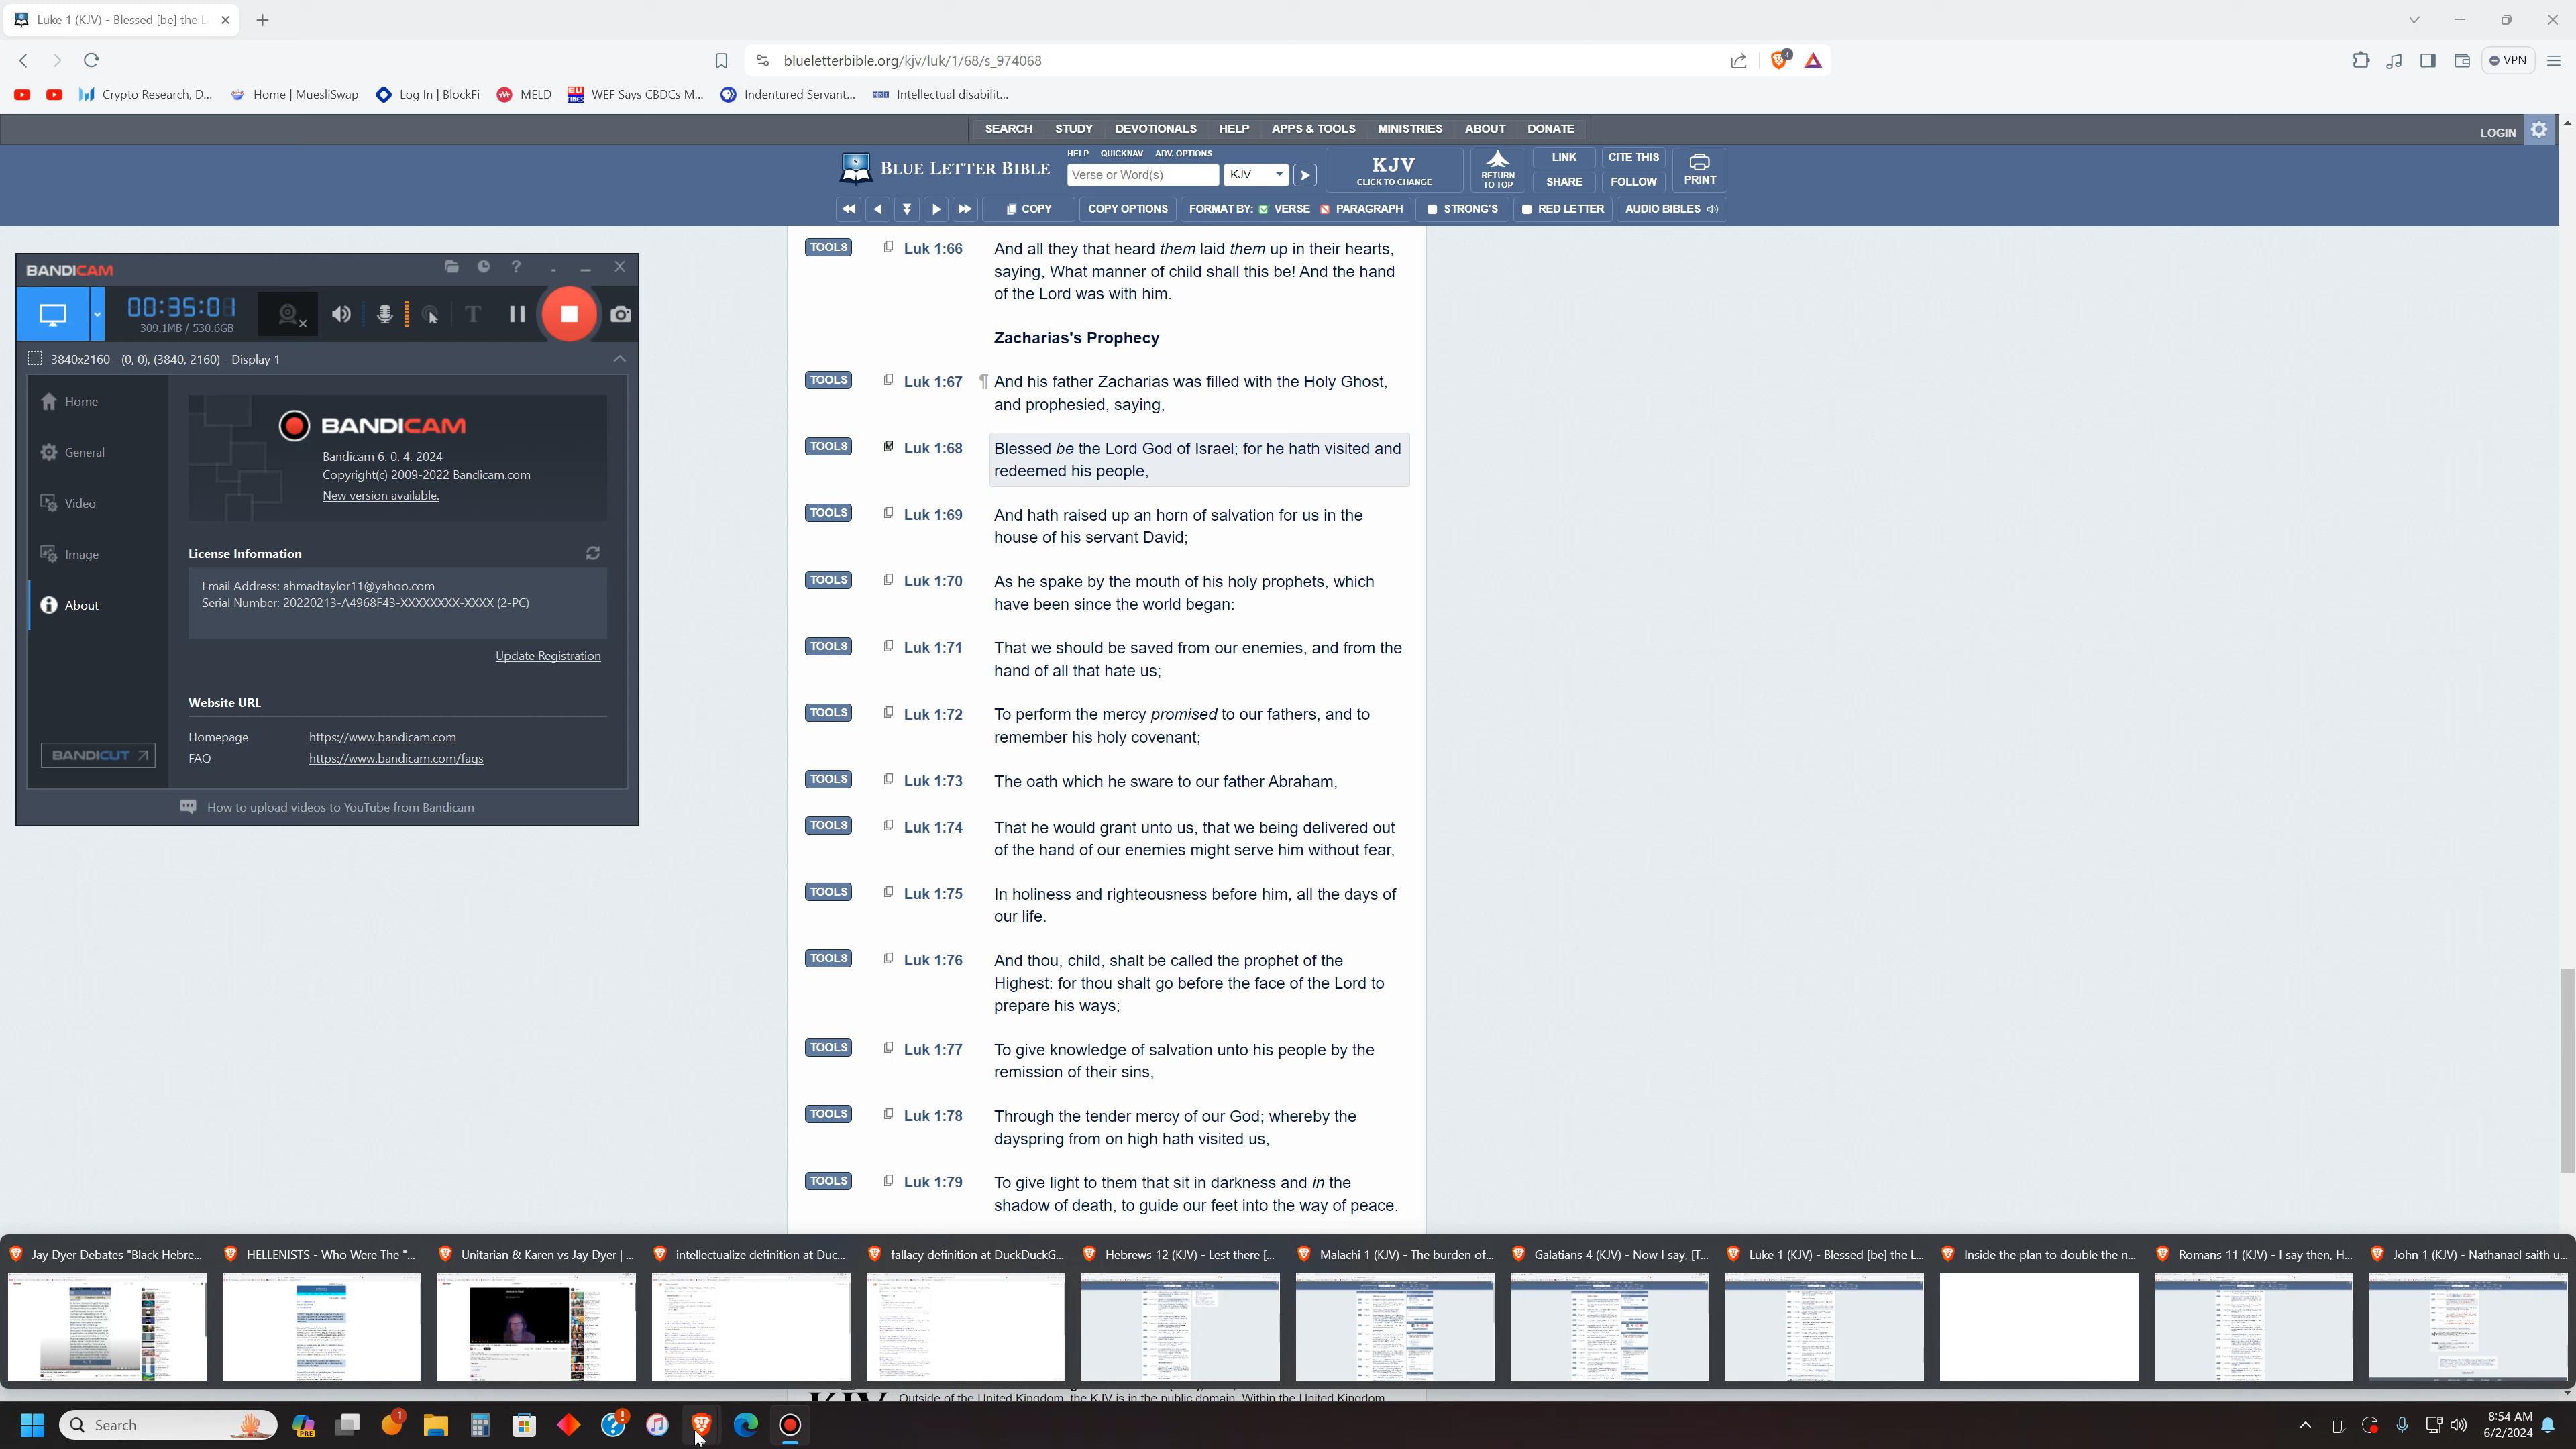 Luke 1 (KJV) - Blessed [be] the L
blueletterbible.org/kjv/luk/1/68/s_974068
4
VPN
Crypto Research, D...
Home | MuesliSwap
Log In | BlockFi
MELD
WEF Says CBDCs M...
Indentured Servant...
Intellectual disabilit...
SEARCH STUDY DEVOTIONALS HELP APPS & TOOLS MINISTRIES ABOUT DONATE
LOGIN
BLUE LETTER BIBLE
HELP QUICKNAV ADV. OPTIONS
Verse or Word(s)
KJV
KJV
CLICK TO CHANGE
RETURN
TO TOP
LINK
CITE THIS
SHARE
FOLLOW
PRINT
COPY
COPY OPTIONS
FORMAT BY: VERSE PARAGRAPH
STRONG'S
RED LETTER
AUDIO BIBLES
BANDICAM
00:35:01
309.1MB / 530.6GB
3840x2160 - (0, 0), (3840, 2160) - Display 1
Home
General
Video
Image
About
BANDICUT
BANDICAM
Bandicam 6. 0. 4. 2024
Copyright(c) 2009-2022 Bandicam.com
New version available.
License Information
Email Address: ahmadtaylor11@yahoo.com
Serial Number: 20220213-A4968F43-XXXXXXXX-XXXX (2-PC)
Update Registration
Website URL
Homepage https://www.bandicam.com
FAQ https://www.bandicam.com/faqs
How to upload videos to YouTube from Bandicam
TOOLS Luk 1:66 And all they that heard them laid them up in their hearts,
saying, What manner of child shall this be! And the hand
of the Lord was with him.
Zacharias's Prophecy
TOOLS Luk 1:67 ¶ And his father Zacharias was filled with the Holy Ghost,
and prophesied, saying,
TOOLS Luk 1:68 Blessed be the Lord God of Israel; for he hath visited and
redeemed his people,
TOOLS Luk 1:69 And hath raised up an horn of salvation for us in the
house of his servant David;
TOOLS Luk 1:70 As he spake by the mouth of his holy prophets, which
have been since the world began:
TOOLS Luk 1:71 That we should be saved from our enemies, and from the
hand of all that hate us;
TOOLS Luk 1:72 To perform the mercy promised to our fathers, and to
remember his holy covenant;
TOOLS Luk 1:73 The oath which he sware to our father Abraham,
TOOLS Luk 1:74 That he would grant unto us, that we being delivered out
of the hand of our enemies might serve him without fear,
TOOLS Luk 1:75 In holiness and righteousness before him, all the days of
our life.
TOOLS Luk 1:76 And thou, child, shalt be called the prophet of the
Highest: for thou shalt go before the face of the Lord to
prepare his ways;
TOOLS Luk 1:77 To give knowledge of salvation unto his people by the
remission of their sins,
TOOLS Luk 1:78 Through the tender mercy of our God; whereby the
dayspring from on high hath visited us,
TOOLS Luk 1:79 To give light to them that sit in darkness and in the
shadow of death, to guide our feet into the way of peace.
Jay Dyer Debates "Black Hebre...
HELLENISTS - Who Were The "...
Unitarian & Karen vs Jay Dyer | ...
intellectualize definition at Duc...
fallacy definition at DuckDuckG...
Hebrews 12 (KJV) - Lest there [...
Malachi 1 (KJV) - The burden of...
Galatians 4 (KJV) - Now I say, [T...
Luke 1 (KJV) - Blessed [be] the L...
Inside the plan to double the n...
Romans 11 (KJV) - I say then, H...
John 1 (KJV) - Nathanael saith u...
Outside of the United Kingdom, the KJV is in the public domain. Within the United Kingdom,
Search
PRE
1
8:54 AM
6/2/2024